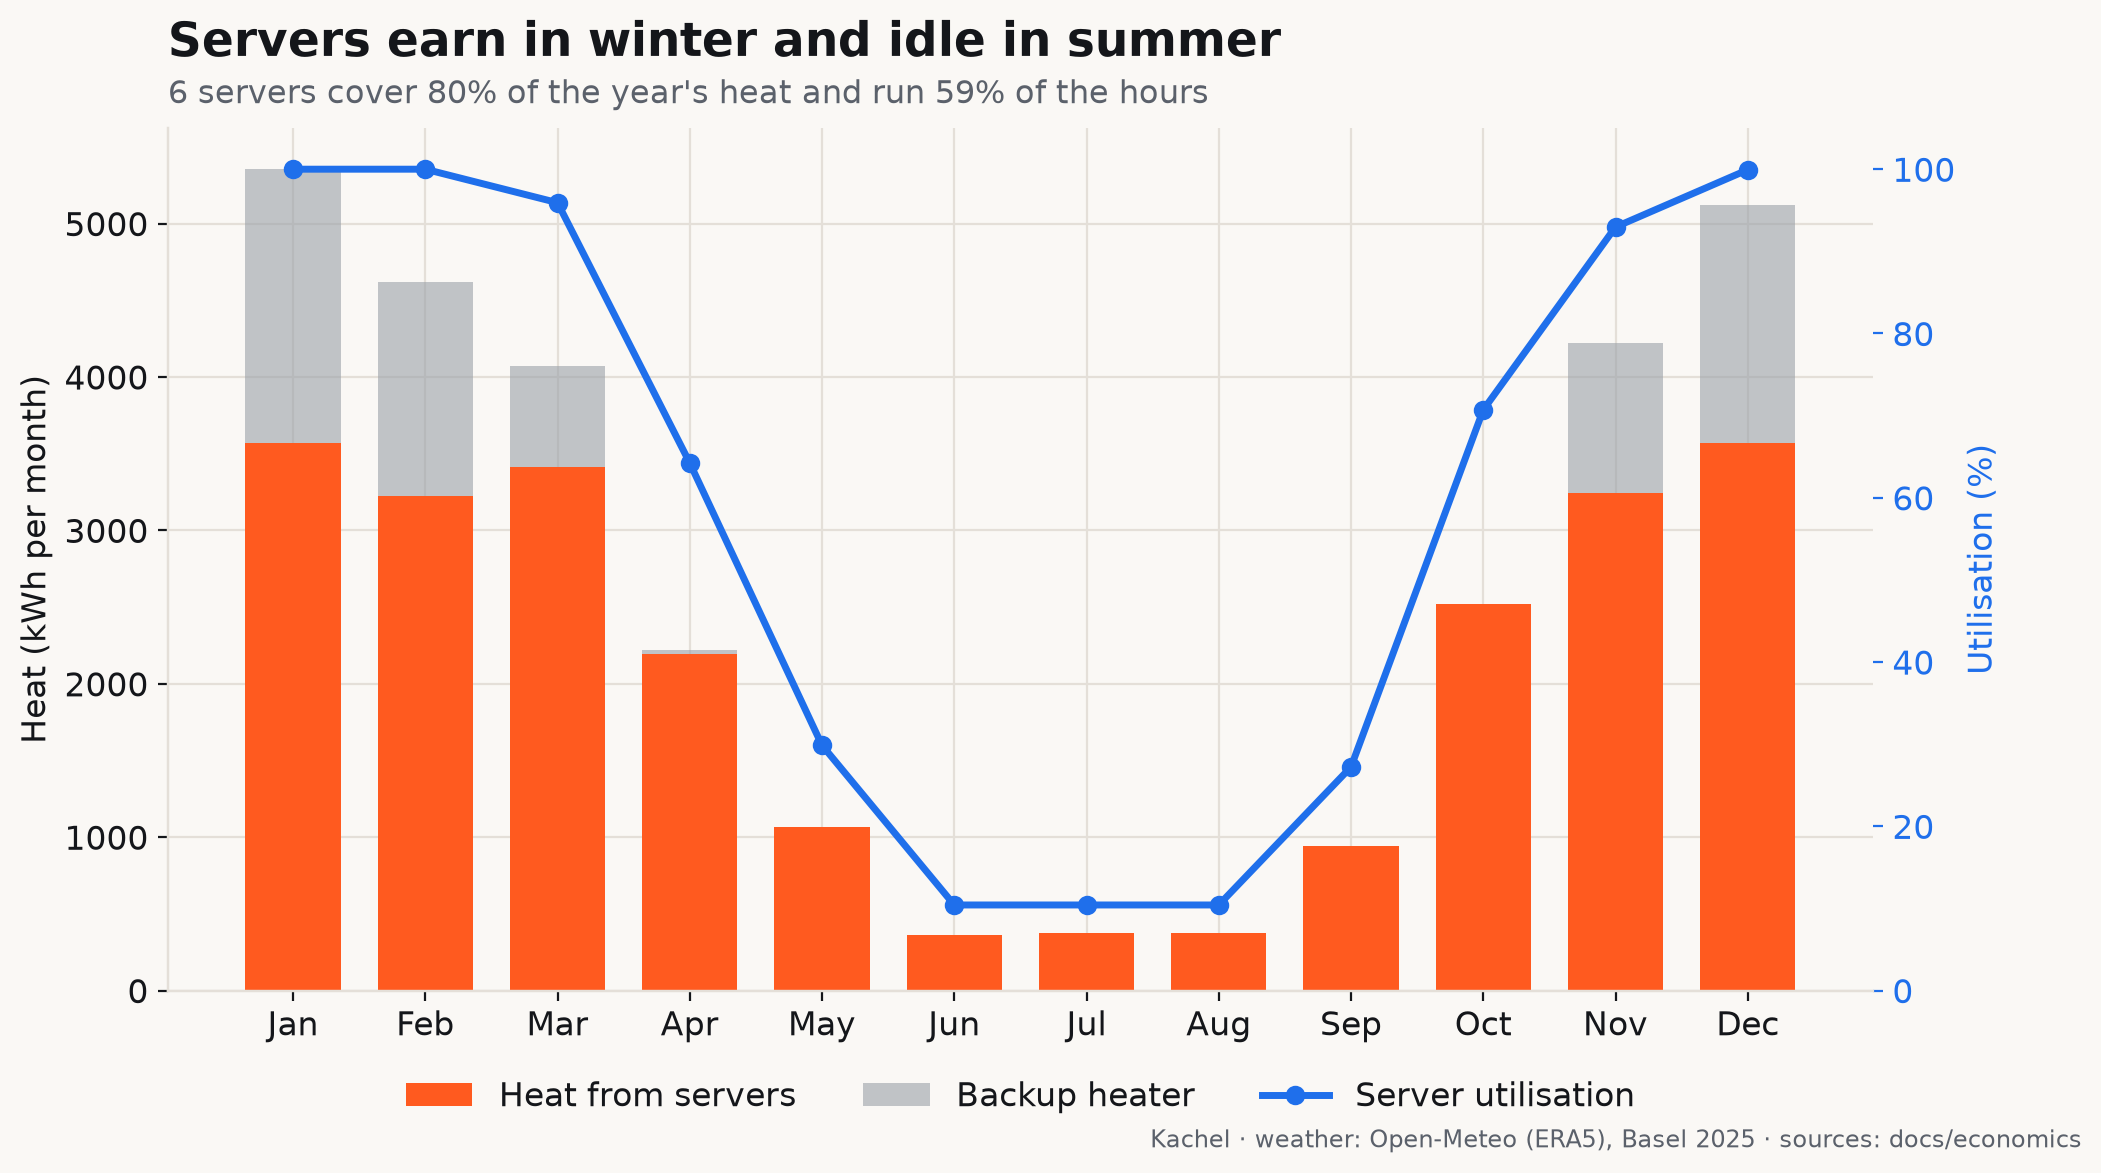 Servers earn in winter and idle in summer
6 servers cover 80% of the year's heat and run 59% of the hours
Heat (kWh per month)
5000
4000
3000
2000
1000
0
100
80
60
40
20
0
Utilisation (%)
Jan Feb Mar Apr May Jun Jul Aug Sep Oct Nov Dec
Heat from servers Backup heater Server utilisation
Kachel · weather: Open-Meteo (ERA5), Basel 2025 · sources: docs/economics